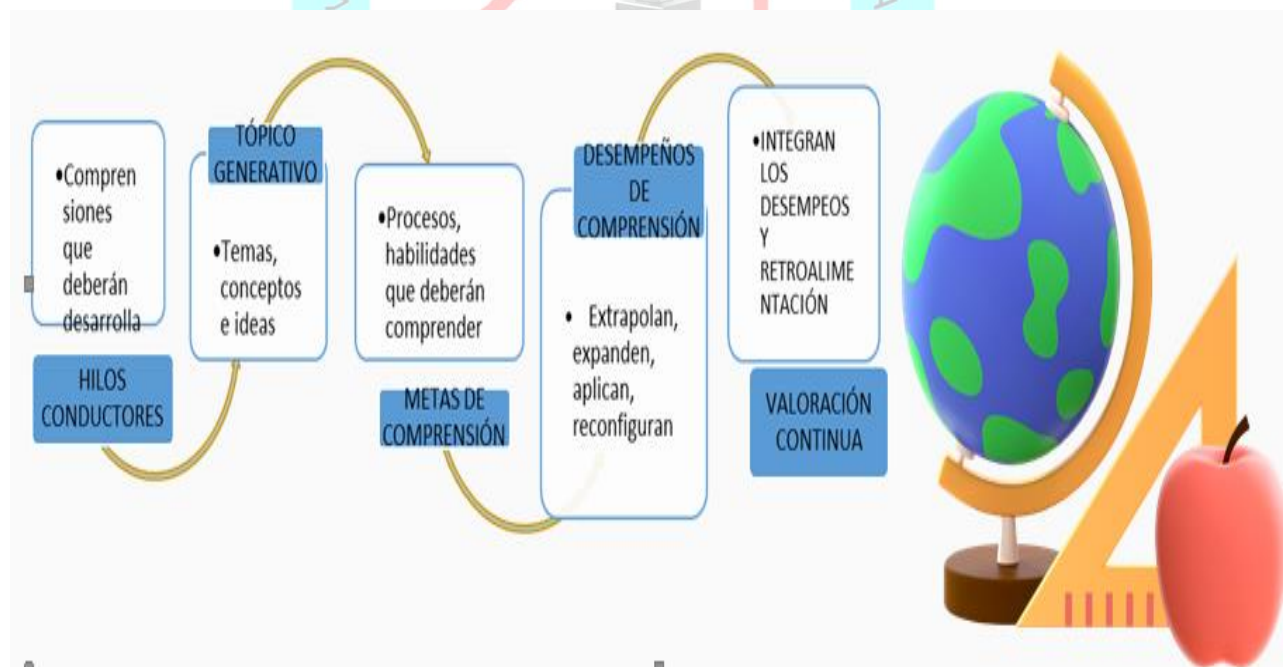 •Compren
siones
que
deberán
desarrolla
HILOS
CONDUCTORES
TÓPICO
GENERATIVO
•Temas,
conceptos
e ideas
•Procesos,
habilidades
que deberán
comprender
METAS DE
COMPRENSIÓN
DESEMPEÑOS
DE
COMPRENSIÓN
• Extrapolan,
expanden,
aplican,
reconfiguran
•INTEGRAN
LOS
DESEMPEOS
Y
RETROALIME
NTACIÓN
VALORACIÓN
CONTINUA